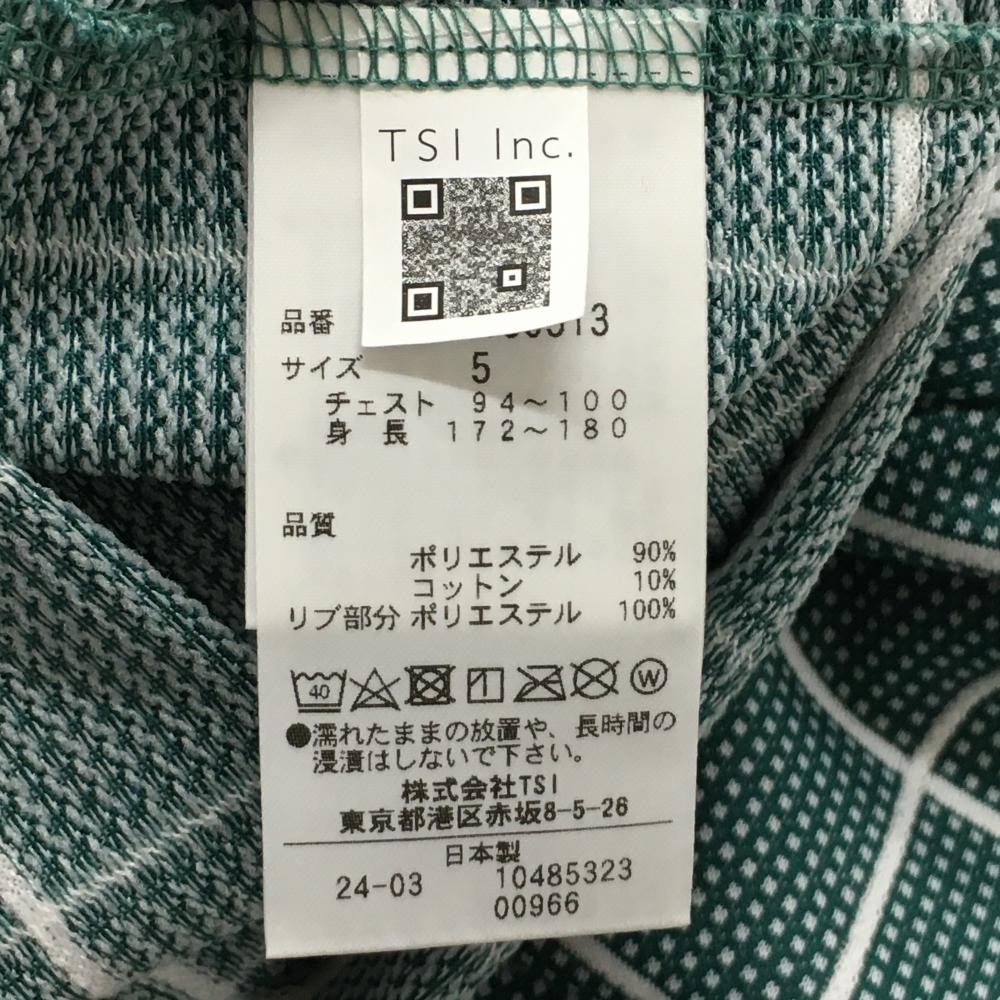 TSI Inc.
品番 513
サイズ 5
チェスト 94～100
身 長 172～180
品質
ポリエステル 90%
コットン 10%
リブ部分 ポリエステル 100%
40 W
●濡れたままの放置や、長時間の
浸漬はしないで下さい。
株式会社TSI
東京都港区赤坂8-5-26
日本製
24-03 10485323
00966